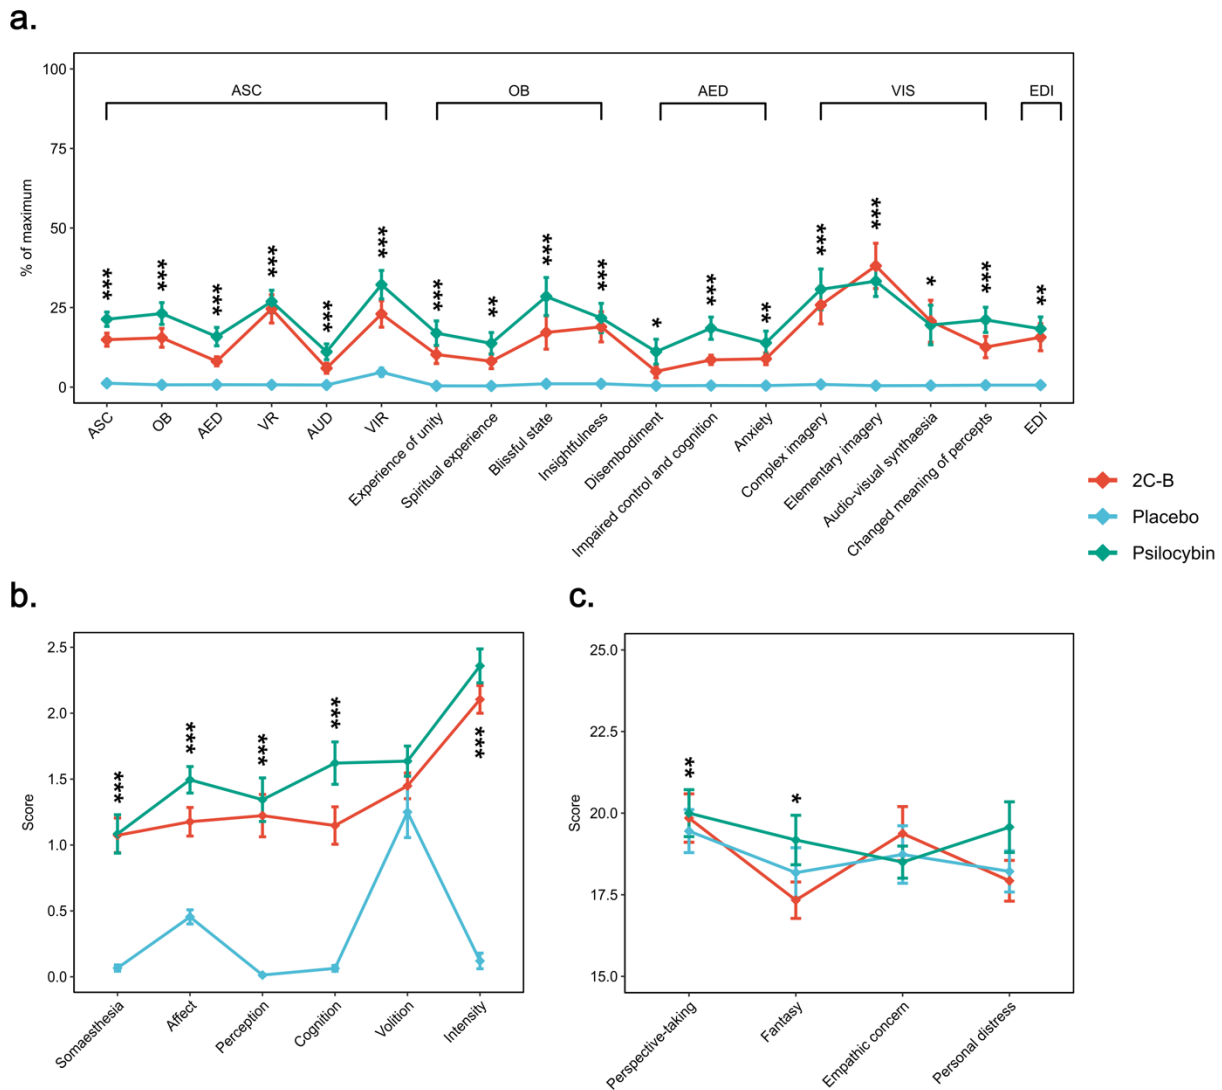 a.
ASC OB AED VIS EDI
100
75
50
25
0
% of maximum
*** *** *** *** *** *** *** ** *** *** * *** ** *** *** * *** **
ASC
OB
AED
VR
AUD
VIR
Experience of unity
Spiritual experience
Blissful state
Insightfulness
Disembodiment
Impaired control and cognition
Anxiety
Complex imagery
Elementary imagery
Audio-visual synthaesia
Changed meaning of percepts
EDI
2C-B
Placebo
Psilocybin
b.
2.5
2.0
1.5
1.0
0.5
0.0
Score
*** *** *** *** ***
Somaesthesia
Affect
Perception
Cognition
Volition
Intensity
c.
25.0
22.5
20.0
17.5
15.0
Score
** *
Perspective-taking
Fantasy
Empathic concern
Personal distress